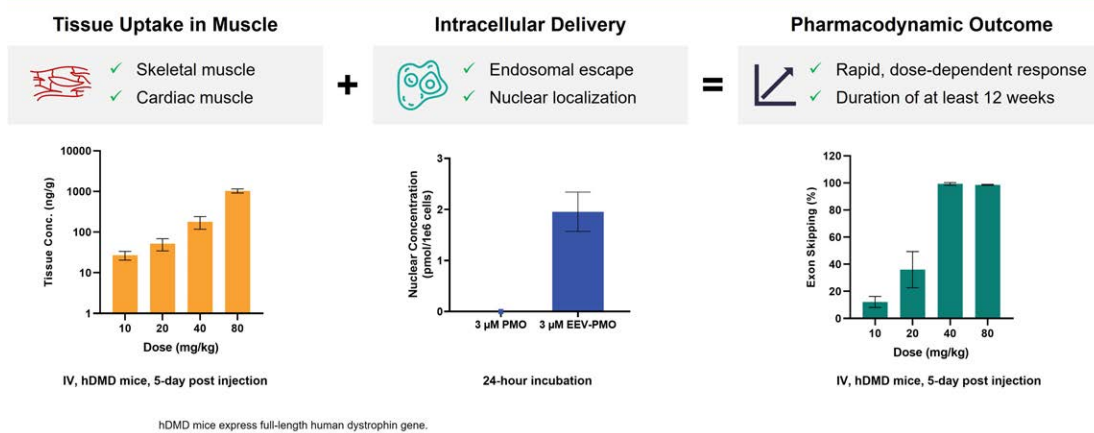 Tissue Uptake in Muscle
Skeletal muscle
Cardiac muscle
+
Intracellular Delivery
Endosomal escape
Nuclear localization
=
Pharmacodynamic Outcome
Rapid, dose-dependent response
Duration of at least 12 weeks
Tissue Conc. (ng/g)
10000
1000
100
10
1
10 20 40 80
Dose (mg/kg)
IV, hDMD mice, 5-day post injection
Nuclear Concentration
(pmol/1e6 cells)
3
2
1
0
3 µM PMO 3 µM EEV-PMO
24-hour incubation
Exon Skipping (%)
120
100
80
60
40
20
0
10 20 40 80
Dose (mg/kg)
IV, hDMD mice, 5-day post injection
hDMD mice express full-length human dystrophin gene.